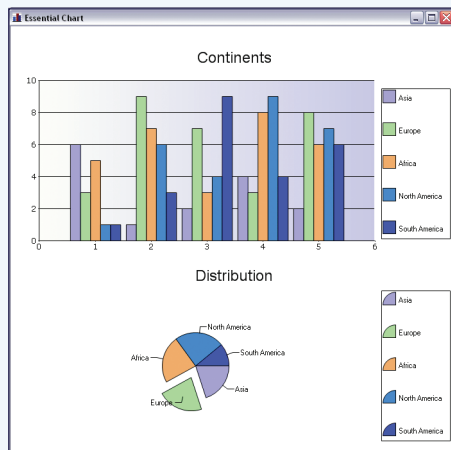 Essential Chart
Continents
10
8
6
4
2
0
0 1 2 3 4 5 6
Asia
Europe
Africa
North America
South America
Distribution
North America
South America
Africa
Asia
Europe
Asia
Europe
Africa
North America
South America